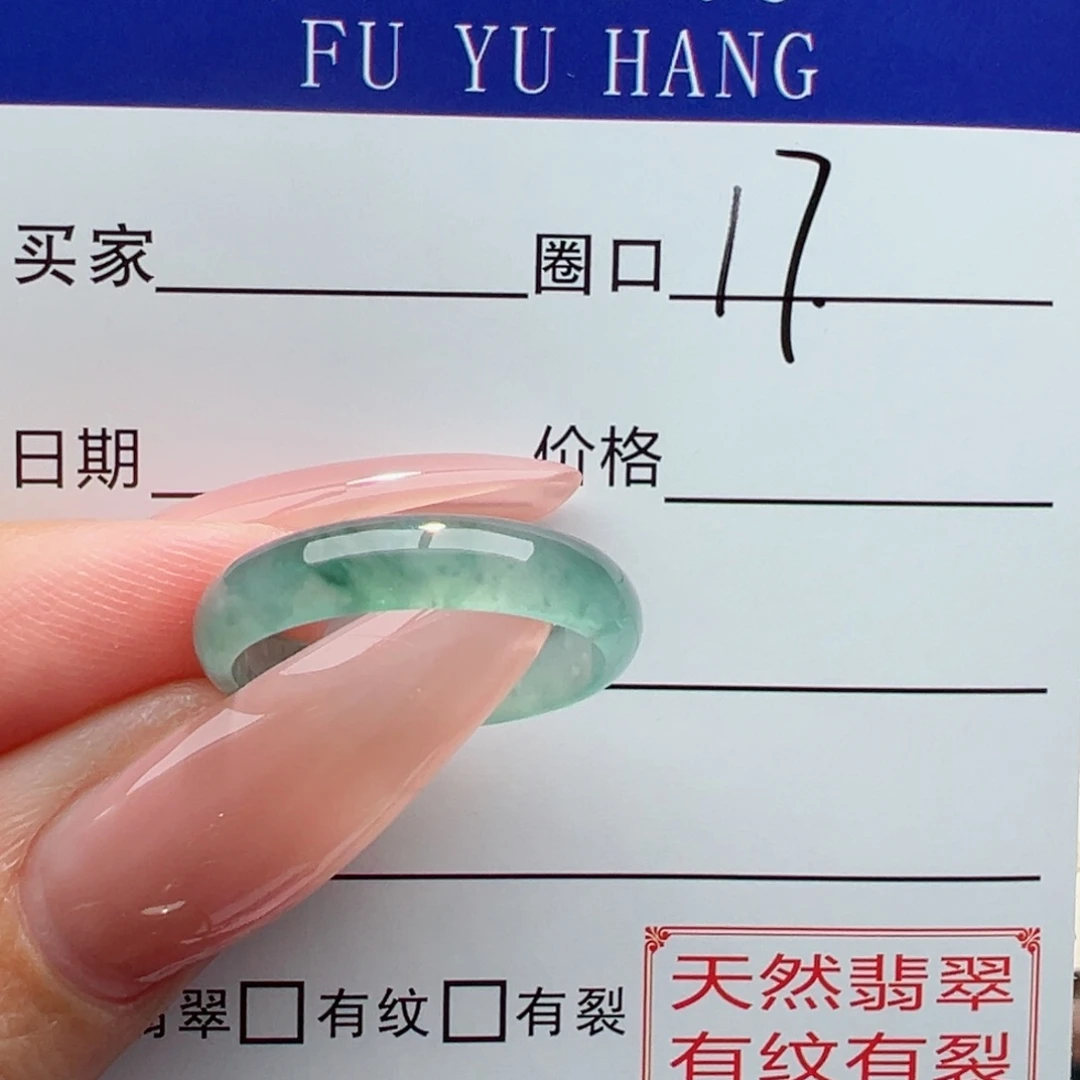 FU YU HANG
买家 圈口 17.
日期 价格
翠 有纹 有裂
天然翡翠
有纹有裂